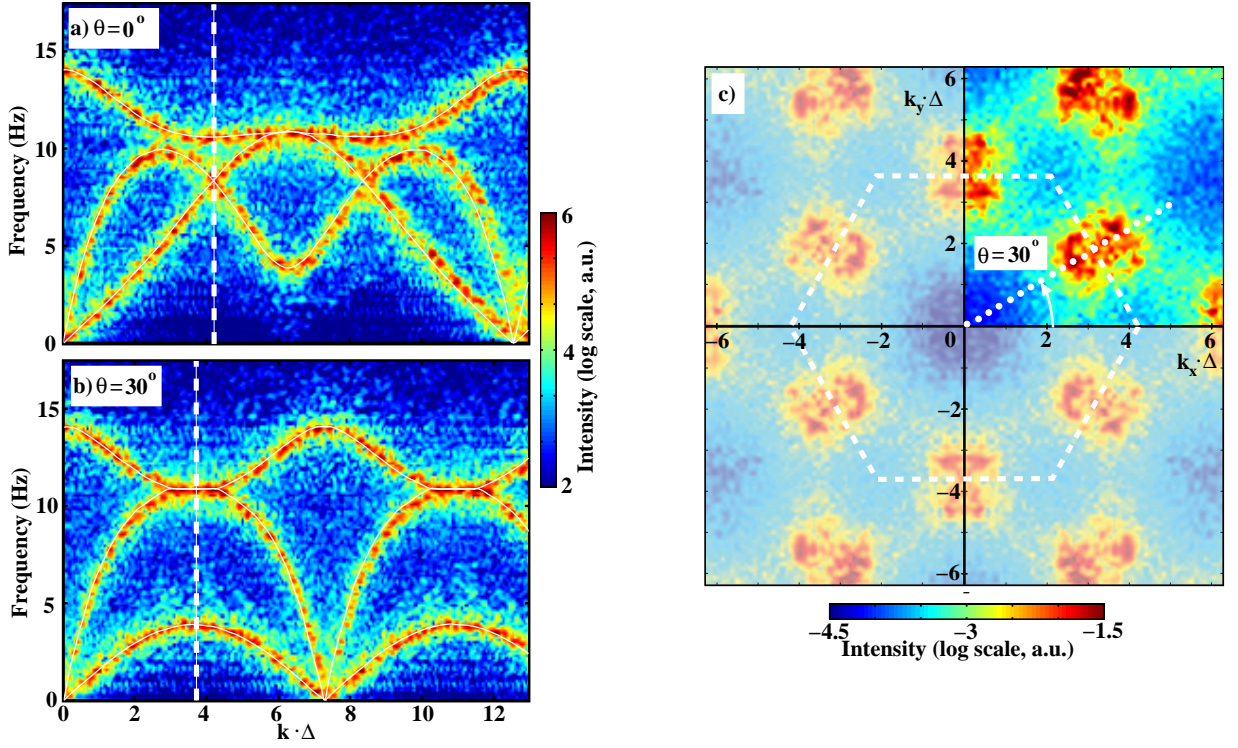 a) θ = 0°
15
10
5
0
Frequency (Hz)
b) θ = 30°
15
10
5
0
Frequency (Hz)
0 2 4 6 8 10 12
k · Δ
6
4
2
Intensity (log scale, a.u.)
c)
k_y · Δ
6
4
2
θ = 30°
−6 −4 −2 0 2 4 6
k_x · Δ
−2
−4
−6
−4.5 −3 −1.5
Intensity (log scale, a.u.)